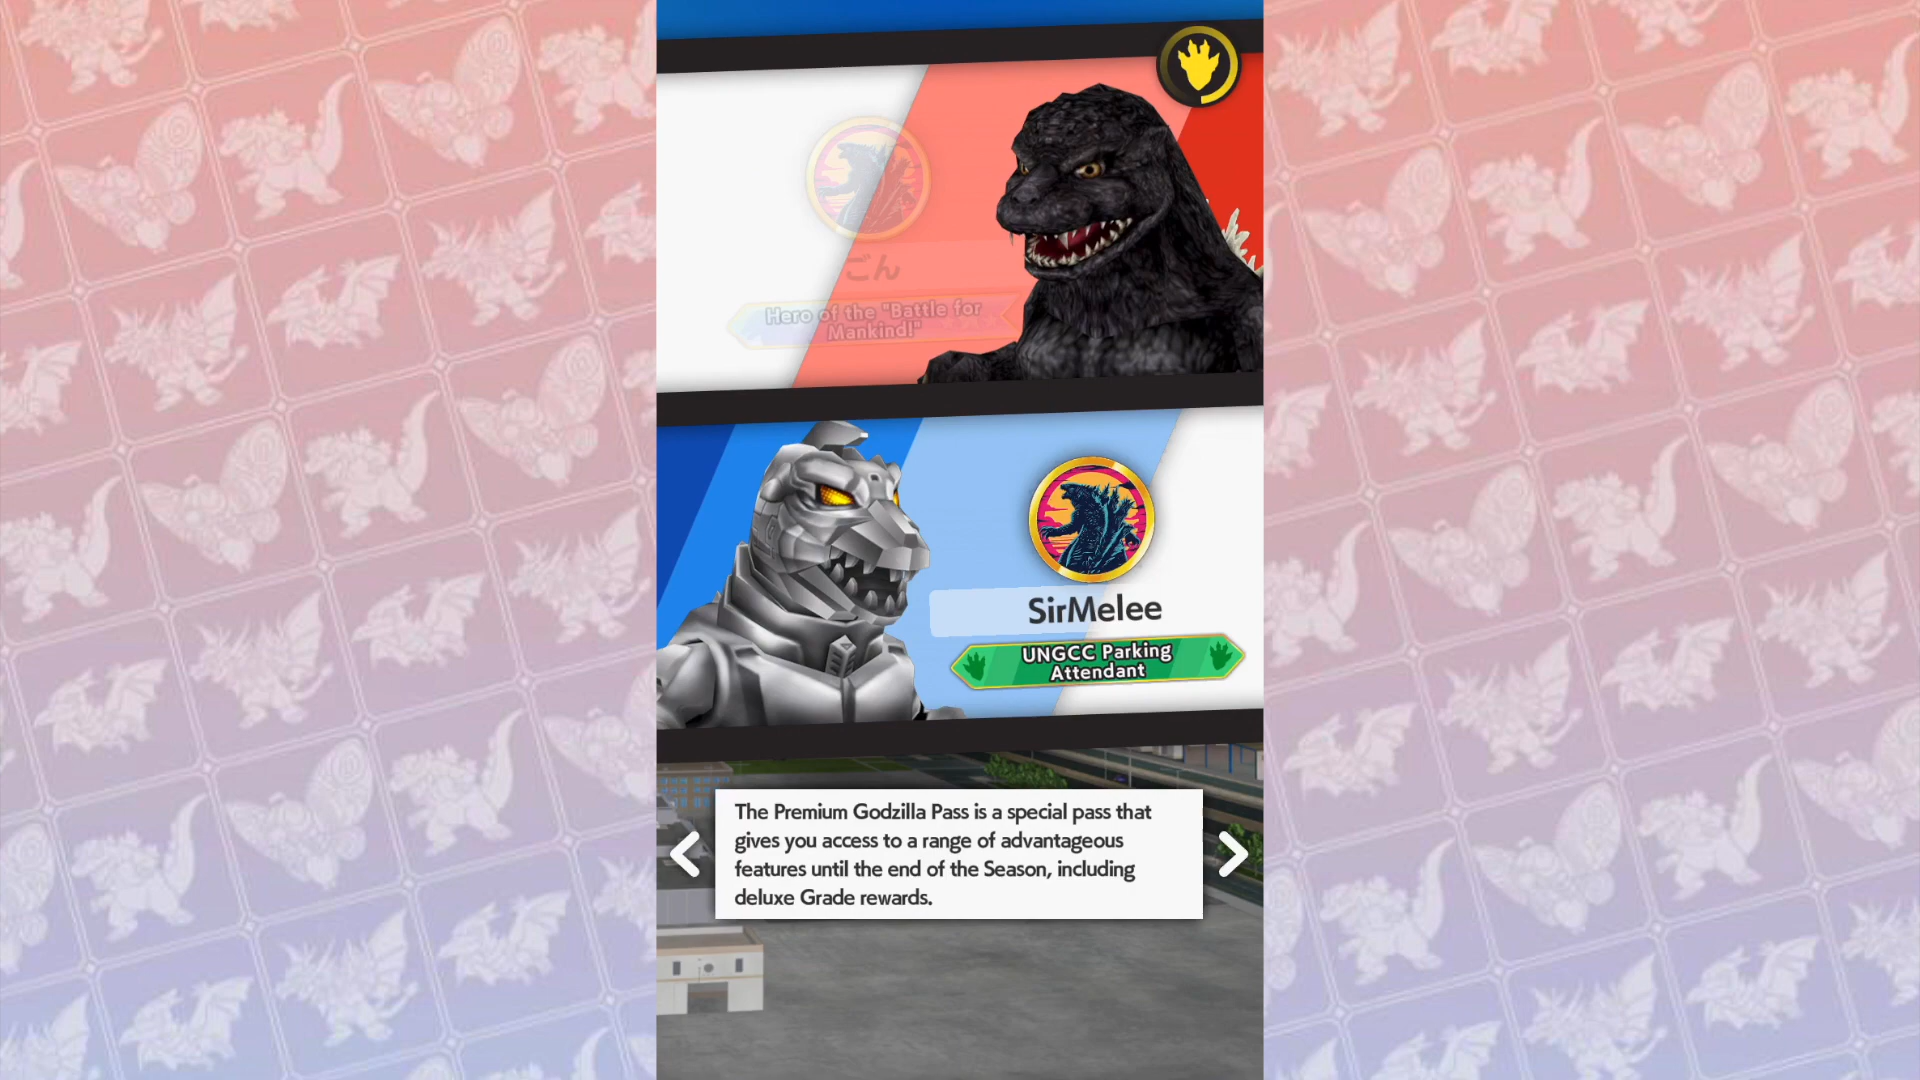 ごん
Hero of the "Battle for
Mankind!"
SirMelee
UNGCC Parking
Attendant
The Premium Godzilla Pass is a special pass that
gives you access to a range of advantageous
features until the end of the Season, including
deluxe Grade rewards.